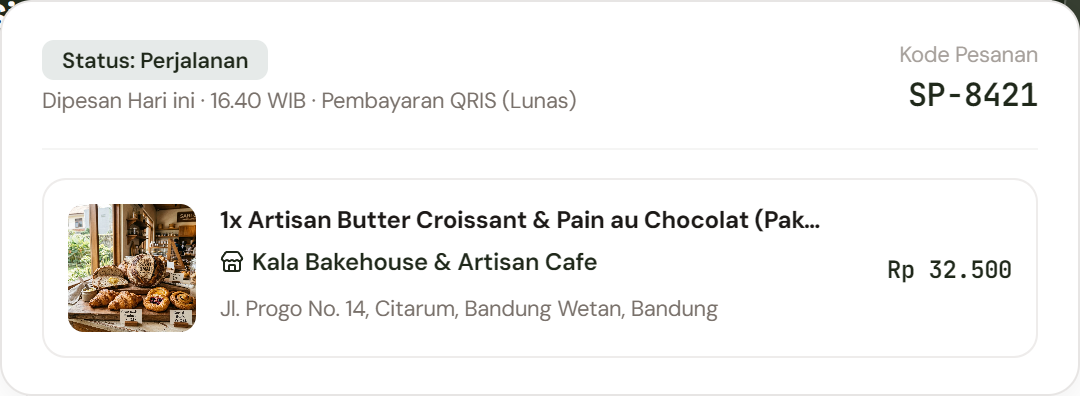 Status: Perjalanan
Dipesan Hari ini · 16.40 WIB · Pembayaran QRIS (Lunas)
Kode Pesanan
SP-8421
1x Artisan Butter Croissant & Pain au Chocolat (Pak...
Kala Bakehouse & Artisan Cafe
Jl. Progo No. 14, Citarum, Bandung Wetan, Bandung
Rp 32.500